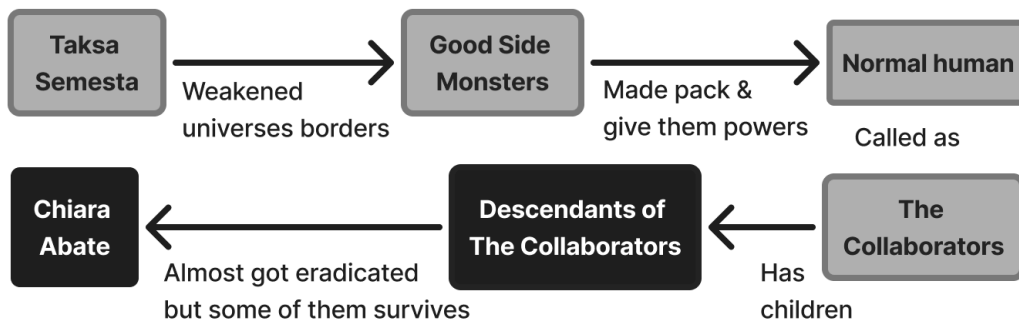 Taksa
Semesta
Weakened
universes borders
Good Side
Monsters
Made pack &
give them powers
Normal human
Called as
The
Collaborators
Has
children
Descendants of
The Collaborators
Almost got eradicated
but some of them survives
Chiara
Abate